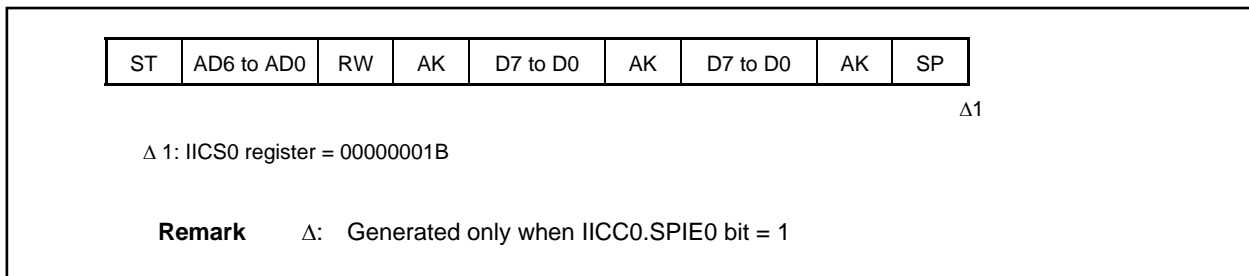 ST AD6 to AD0 RW AK D7 to D0 AK D7 to D0 AK SP
Δ1
Δ 1: IICS0 register = 00000001B
Remark Δ: Generated only when IICC0.SPIE0 bit = 1